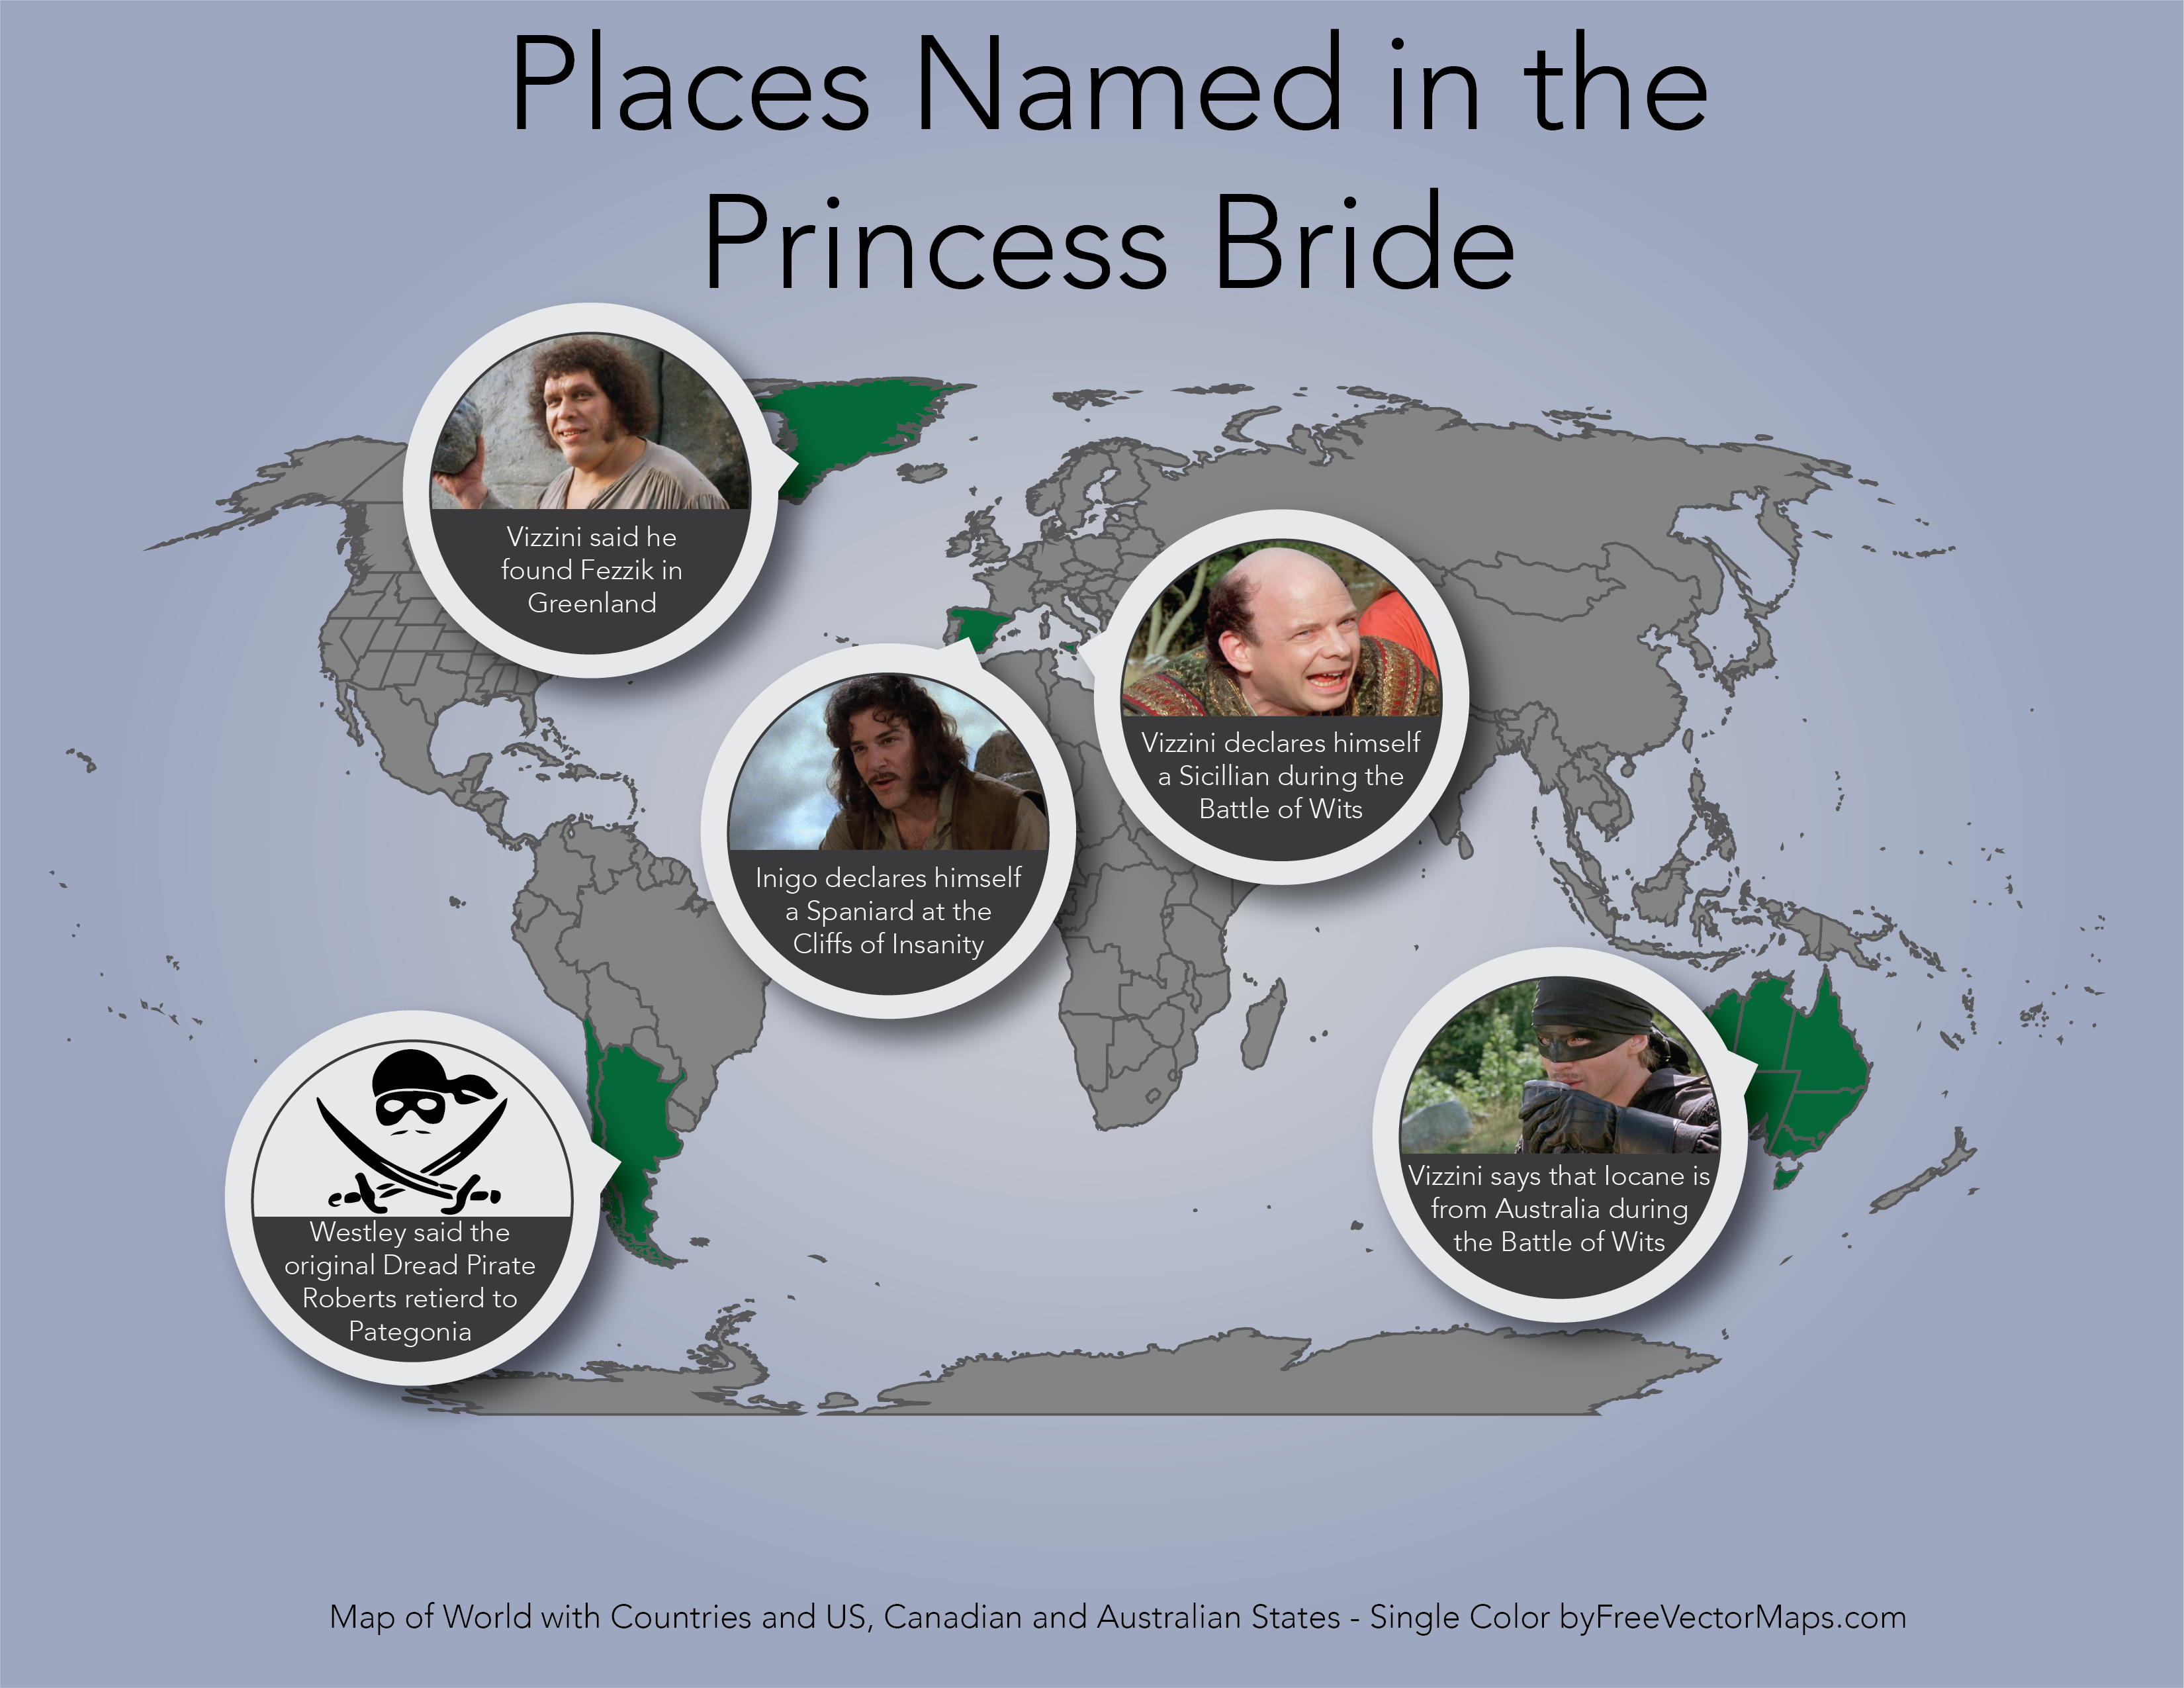 Places Named in the
Princess Bride
Vizzini said he
found Fezzik in
Greenland
Vizzini declares himself
a Sicillian during the
Battle of Wits
Inigo declares himself
a Spaniard at the
Cliffs of Insanity
Vizzini says that Iocane is
from Australia during
the Battle of Wits
Westley said the
original Dread Pirate
Roberts retierd to
Pategonia
Map of World with Countries and US, Canadian and Australian States - Single Color byFreeVectorMaps.com